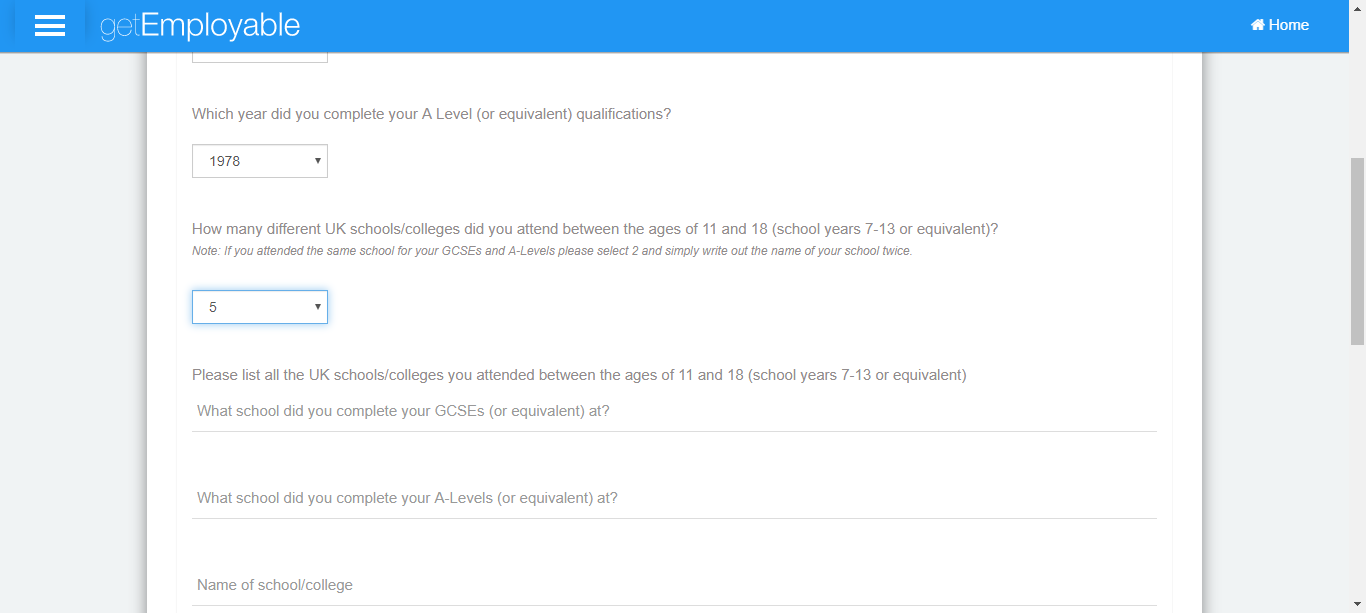 getEmployable
Home
Which year did you complete your A Level (or equivalent) qualifications?
1978
How many different UK schools/colleges did you attend between the ages of 11 and 18 (school years 7-13 or equivalent)?
Note: If you attended the same school for your GCSEs and A-Levels please select 2 and simply write out the name of your school twice.
5
Please list all the UK schools/colleges you attended between the ages of 11 and 18 (school years 7-13 or equivalent)
What school did you complete your GCSEs (or equivalent) at?
What school did you complete your A-Levels (or equivalent) at?
Name of school/college